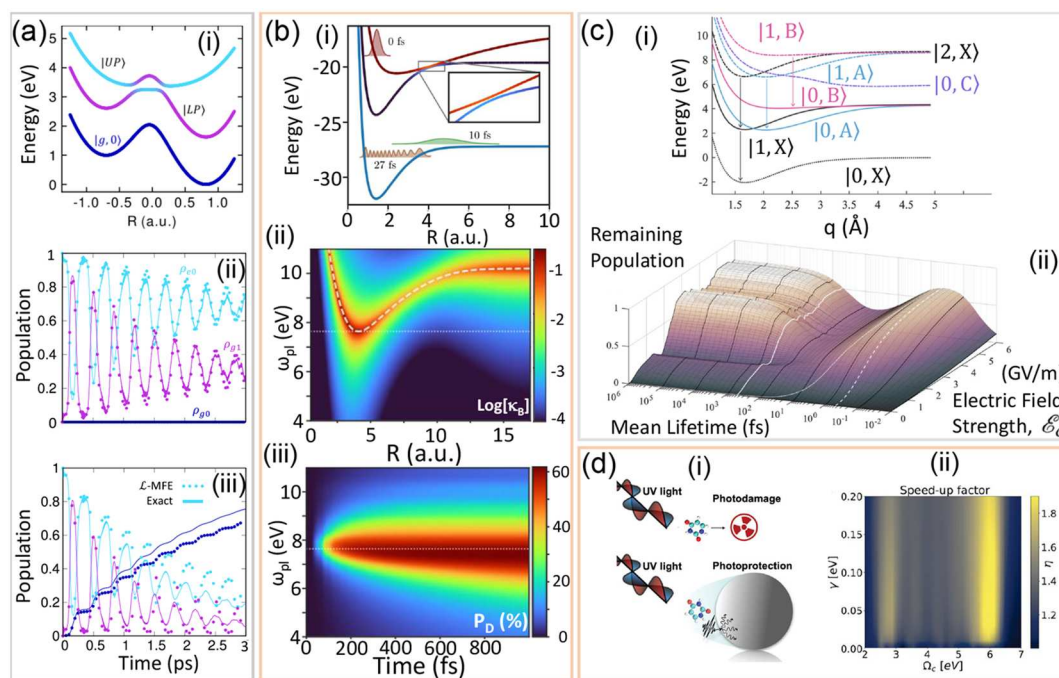 (a)
(i)
5
4
3
2
1
0
Energy (eV)
|UP⟩
|LP⟩
|g,0⟩
-1.0
-0.5
0.0
0.5
1.0
R (a.u.)
(ii)
1
0.8
0.6
0.4
0.2
0
Population
ρe0
ρg1
ρg0
(iii)
1
0.8
0.6
0.4
0.2
0
Population
ℒ-MFE
Exact
0
0.5
1
1.5
2
2.5
3
Time (ps)
(b)
(i)
-20
-25
-30
Energy (eV)
0 fs
10 fs
27 fs
0
2
4
6
8
10
R (a.u.)
(ii)
10
8
6
4
ωpl (eV)
Log[κB]
-1
-2
-3
-4
0
5
10
15
R (a.u.)
(iii)
10
8
6
4
ωpl (eV)
PD (%)
60
40
20
0
200
400
600
800
Time (fs)
(c)
(i)
10
8
6
4
2
0
-2
Energy (eV)
|1, B⟩
|2, X⟩
|1, A⟩
|0, C⟩
|0, B⟩
|0, A⟩
|1, X⟩
|0, X⟩
1.5
2
2.5
3
3.5
4
4.5
5
q (Å)
(ii)
Remaining
Population
1
0.5
0
10⁶
10⁵
10⁴
10³
10²
10¹
10⁰
10⁻¹
10⁻²
Mean Lifetime (fs)
0
1
2
3
4
5
6
(GV/m
Electric Field
Strength, ℰc
(d)
(i)
UV light
Photodamage
UV light
Photoprotection
(ii)
Speed-up factor
0.20
0.15
0.10
0.05
0.00
γ [eV]
2
3
4
5
6
7
Ωc [eV]
1.8
1.6
1.4
1.2
η